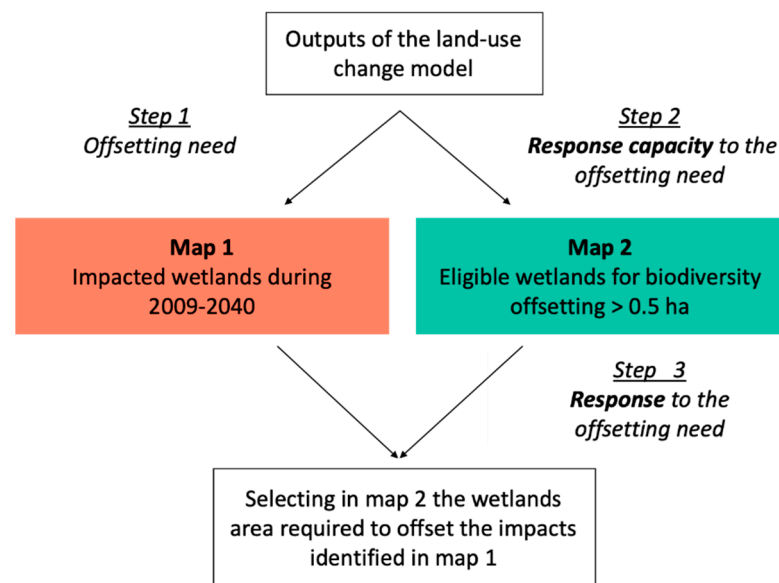 Outputs of the land-use
change model
Step 1
Offsetting need
Step 2
Response capacity to the
offsetting need
Map 1
Impacted wetlands during
2009-2040
Map 2
Eligible wetlands for biodiversity
offsetting > 0.5 ha
Step 3
Response to the
offsetting need
Selecting in map 2 the wetlands
area required to offset the impacts
identified in map 1